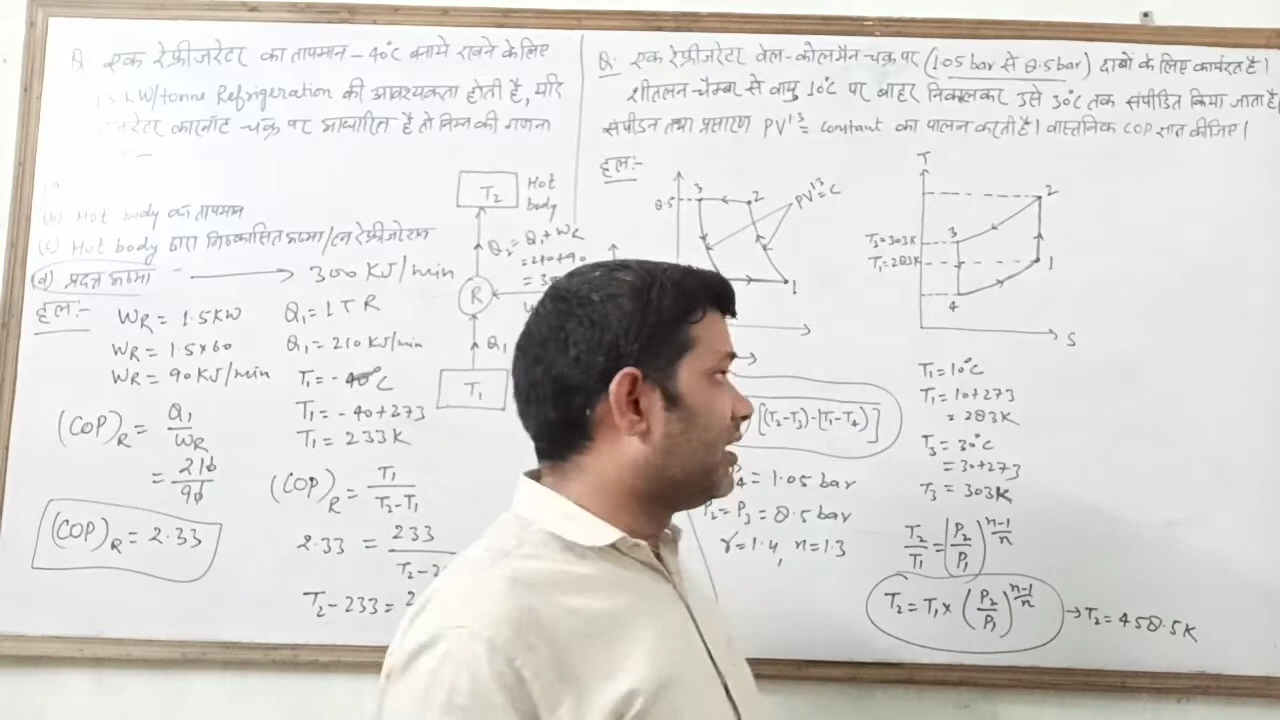 Q. एक रेफ्रीजरेटर का तापमान -40°C बनाये रखने के लिए
1.5 KW/tonne Refrigeration की आवश्यकता होती है, यदि
कारनॉट चक्र पर आधारित है तो निम्न की गणना
(b) Hot body का तापमान
(c) Hot body द्वारा निष्कासित ऊष्मा/टन रेफ्रीजरेशन
(d) प्रदत्त ऊष्मा → 300 KJ/min
हल:-
WR = 1.5KW
WR = 1.5×60
WR = 90KJ/min
(COP)R = Q1/WR
= 210/90
(COP)R = 2.33
Q1 = 1 T R
Q1 = 210 KJ/min
T1 = -40°C
T1 = -40+273
T1 = 233K
(COP)R = T1/T2-T1
2.33 = 233/T2-2
T2-233 = 2
T2
Hot
body
Q2 = Q1 + WR
= 210+90
R
Q1
T1
Q. एक रेफ्रीजरेटर बेल-कोलमैन चक्र पर (1.05 bar से 8.5 bar) दाबों के लिए कार्यरत है।
शीतलन चैम्बर से वायु 10°C पर बाहर निकालकर उसे 30°C तक संपीडित किया जाता है
संपीडन तथा प्रसारण PV^1.3 = constant का पालन करती है। वास्तविक COP ज्ञात कीजिए।
हल:-
8.5
3
2
PV^1.3=C
1
T
2
T3=303K
3
T1=283K
1
4
S
[(T2-T3)-(T1-T4)]
P4 = 1.05 bar
P2 = P3 = 8.5 bar
γ=1.4, n=1.3
T1 = 10°C
T1 = 10+273
= 283K
T3 = 30°C
= 30+273
T3 = 303K
T2/T1 = (P2/P1)^n-1/n
T2 = T1 × (P2/P1)^n-1/n → T2 = 458.5K